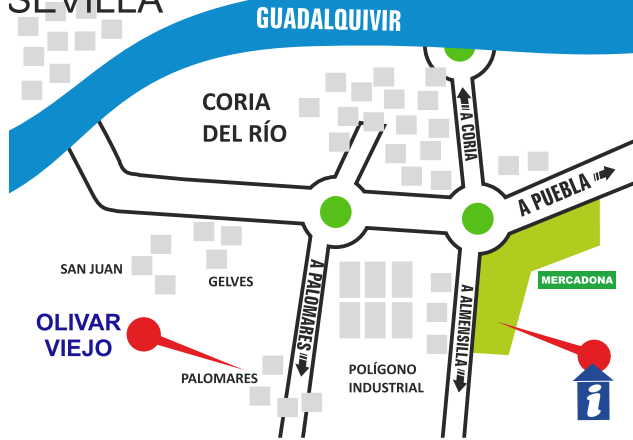 SEVILLA
GUADALQUIVIR
CORIA
DEL RÍO
A CORIA
A PUEBLA
SAN JUAN
GELVES
A PALOMARES
A ALMENSILLA
MERCADONA
OLIVAR
VIEJO
PALOMARES
POLÍGONO
INDUSTRIAL
i